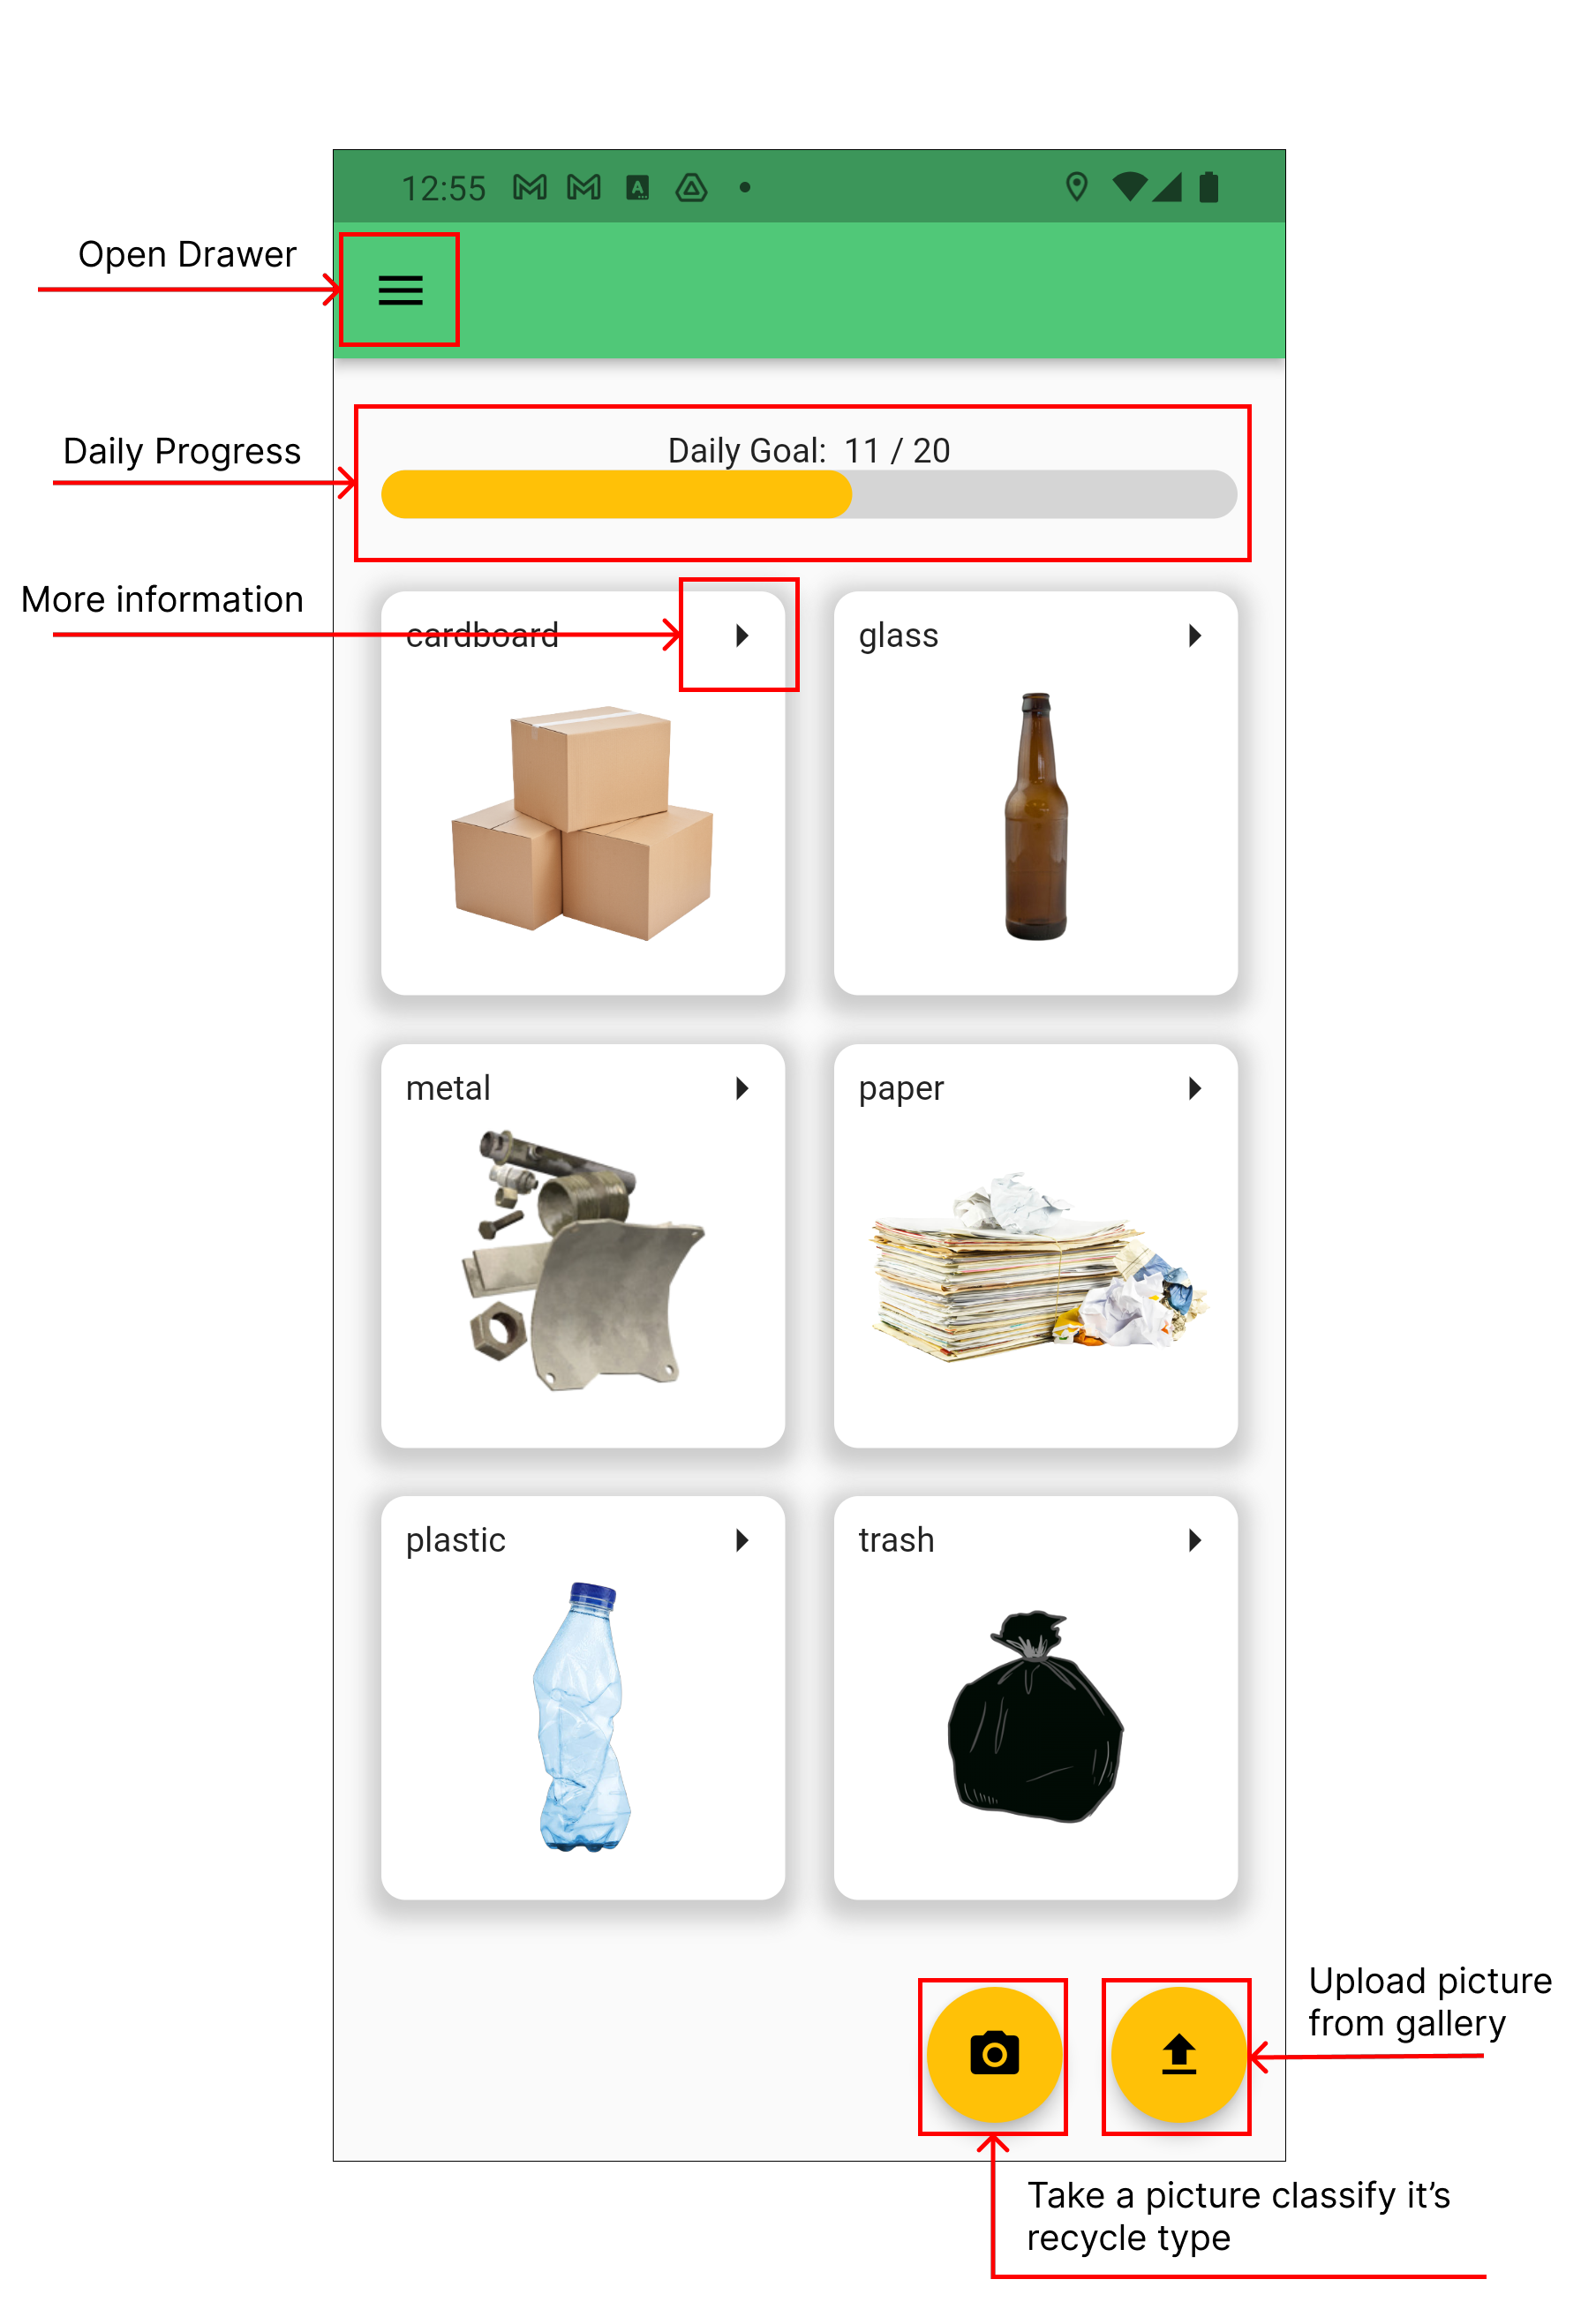 12:55
Open Drawer
Daily Progress
Daily Goal: 11 / 20
More information
cardboard
glass
metal
paper
plastic
trash
Upload picture
from gallery
Take a picture classify it’s
recycle type